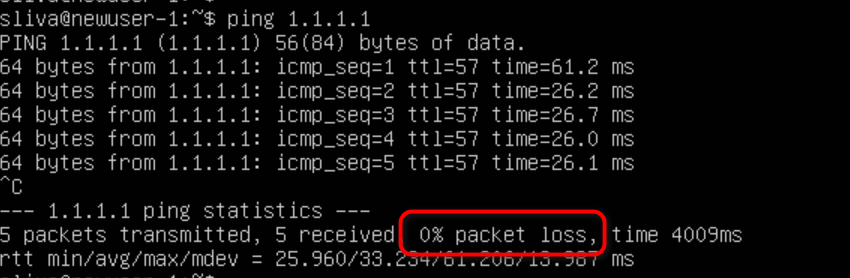 sliva@newuser-1:~$ ping 1.1.1.1
PING 1.1.1.1 (1.1.1.1) 56(84) bytes of data.
64 bytes from 1.1.1.1: icmp_seq=1 ttl=57 time=61.2 ms
64 bytes from 1.1.1.1: icmp_seq=2 ttl=57 time=26.2 ms
64 bytes from 1.1.1.1: icmp_seq=3 ttl=57 time=26.7 ms
64 bytes from 1.1.1.1: icmp_seq=4 ttl=57 time=26.0 ms
64 bytes from 1.1.1.1: icmp_seq=5 ttl=57 time=26.1 ms
^C
--- 1.1.1.1 ping statistics ---
5 packets transmitted, 5 received 0% packet loss, time 4009ms
rtt min/avg/max/mdev = 25.960/33.234/61.206/13.987 ms
sliva@newuser-1:~$